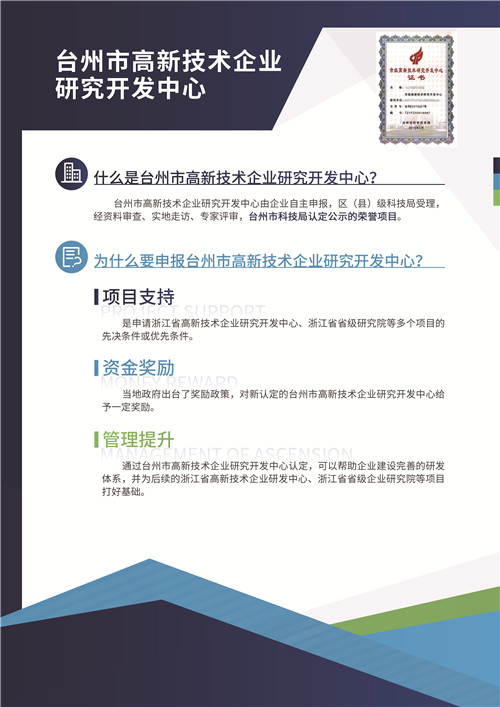 台州市高新技术企业
研究开发中心
市级高新技术研究开发中心
证书
什么是台州市高新技术企业研究开发中心？
台州市高新技术企业研究开发中心由企业自主申报，区（县）级科技局受理，
经资料审查、实地走访、专家评审，台州市科技局认定公示的荣誉项目。
为什么要申报台州市高新技术企业研究开发中心？
项目支持
PROJECT SUPPORT
是申请浙江省高新技术企业研究开发中心、浙江省省级研究院等多个项目的
先决条件或优先条件。
资金奖励
MONEY REWARD
当地政府出台了奖励政策，对新认定的台州市高新技术企业研究开发中心给
予一定奖励。
管理提升
MANAGEMENT OF ASCENSION
通过台州市高新技术企业研究开发中心认定，可以帮助企业建设完善的研发
体系，并为后续的浙江省高新技术企业研发中心、浙江省省级企业研究院等项目
打好基础。